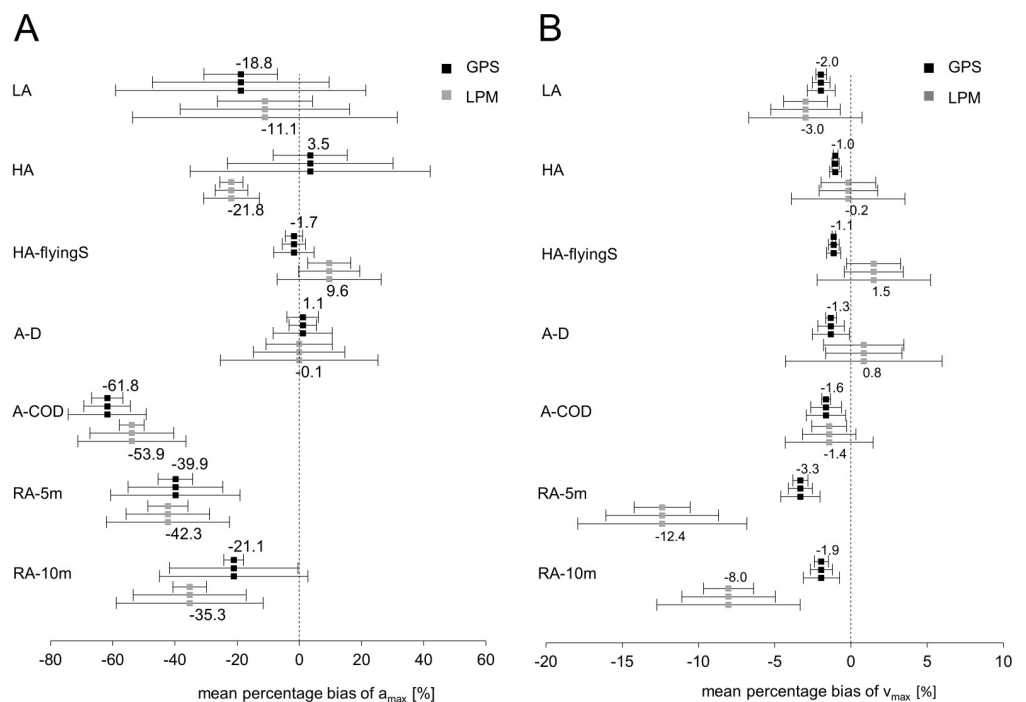 A
B
-18.8
GPS
LA
LPM
-11.1
3.5
HA
-21.8
-1.7
HA-flyingS
9.6
1.1
A-D
-0.1
-61.8
A-COD
-53.9
-39.9
RA-5m
-42.3
-21.1
RA-10m
-35.3
-80 -60 -40 -20 0 20 40 60
mean percentage bias of amax [%]
-2.0
GPS
LA
LPM
-3.0
-1.0
HA
-0.2
-1.1
HA-flyingS
1.5
-1.3
A-D
0.8
-1.6
A-COD
-1.4
-3.3
RA-5m
-12.4
-1.9
RA-10m
-8.0
-20 -15 -10 -5 0 5 10
mean percentage bias of vmax [%]